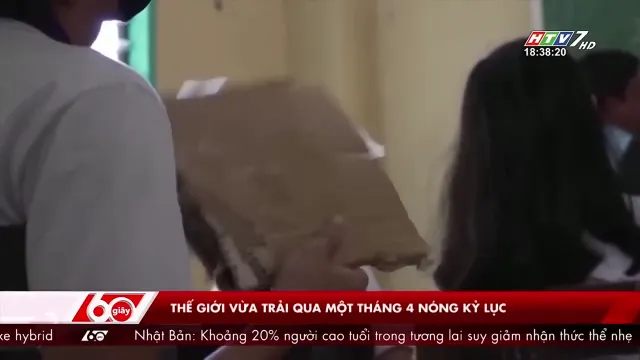 HTV7 HD
18:38:20
60 giây
THẾ GIỚI VỪA TRẢI QUA MỘT THÁNG 4 NÓNG KỶ LỤC
xe hybrid 60s Nhật Bản: Khoảng 20% người cao tuổi trong tương lai suy giảm nhận thức thể nhẹ